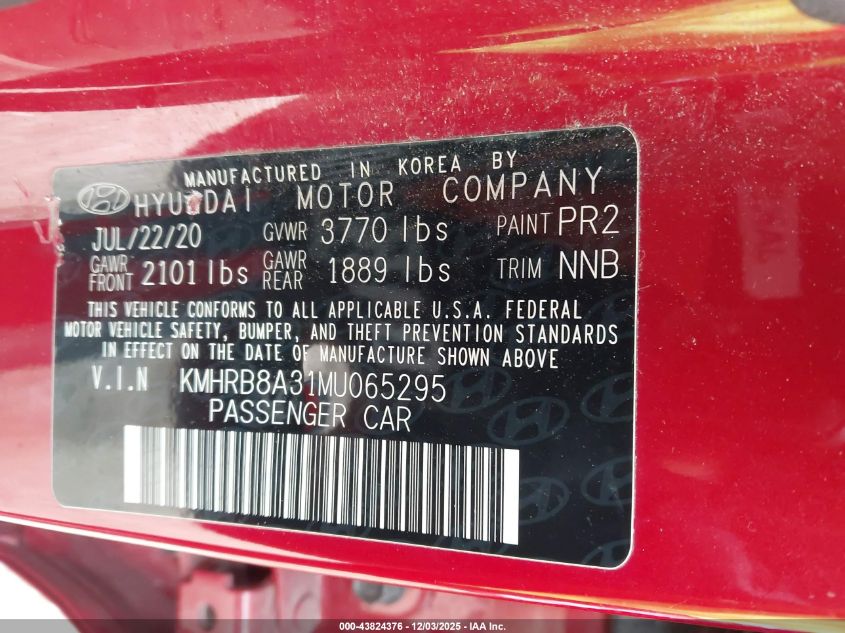 MANUFACTURED IN KOREA BY
HYUNDAI MOTOR COMPANY
JUL/22/20 GVWR 3770 lbs PAINT PR2
GAWR FRONT 2101 lbs GAWR REAR 1889 lbs TRIM NNB
THIS VEHICLE CONFORMS TO ALL APPLICABLE U.S.A. FEDERAL
MOTOR VEHICLE SAFETY, BUMPER, AND THEFT PREVENTION STANDARDS
IN EFFECT ON THE DATE OF MANUFACTURE SHOWN ABOVE
V.I.N KMHRB8A31MU065295
PASSENGER CAR
000-43824376 - 12/03/2025 - IAA Inc.